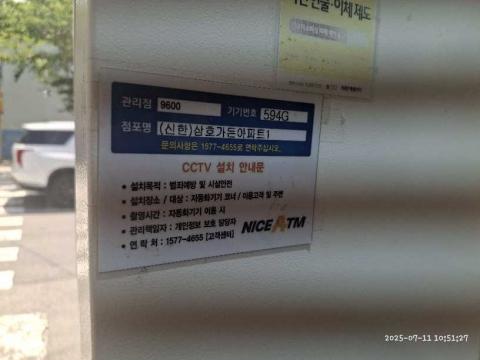 이체 제도
관리점 9600 기기번호 594G
점포명 (신한)삼호가든아파트1
문의사항은 1577-4655로 연락주십시오.
CCTV 설치 안내문
• 설치목적 : 범죄예방 및 시설안전
• 설치장소 / 대상 : 자동화기기 코너 / 이용고객 및 주변
• 촬영시간 : 자동화기기 이용 시
• 관리책임자 : 개인정보 보호 담당자
• 연 락 처 : 1577-4655 [고객센터]
NICE ATM
2025-07-11 10:51:27